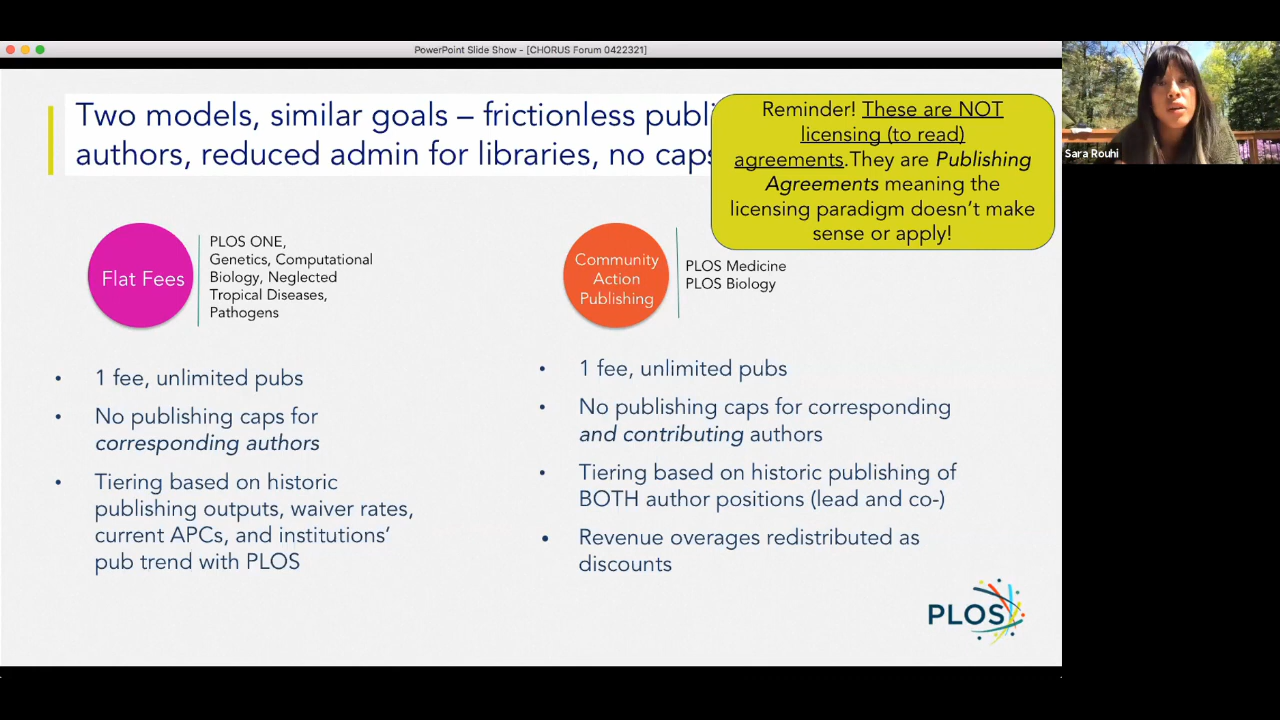 PowerPoint Slide Show - [CHORUS Forum 0422321]
Two models, similar goals – frictionless publi
authors, reduced admin for libraries, no caps
Reminder! These are NOT
licensing (to read)
agreements.They are Publishing
Agreements meaning the
licensing paradigm doesn't make
sense or apply!
Sara Rouhi
Flat Fees
PLOS ONE,
Genetics, Computational
Biology, Neglected
Tropical Diseases,
Pathogens
• 1 fee, unlimited pubs
• No publishing caps for
corresponding authors
• Tiering based on historic
publishing outputs, waiver rates,
current APCs, and institutions'
pub trend with PLOS
Community
Action
Publishing
PLOS Medicine
PLOS Biology
• 1 fee, unlimited pubs
• No publishing caps for corresponding
and contributing authors
• Tiering based on historic publishing of
BOTH author positions (lead and co-)
• Revenue overages redistributed as
discounts
PLOS